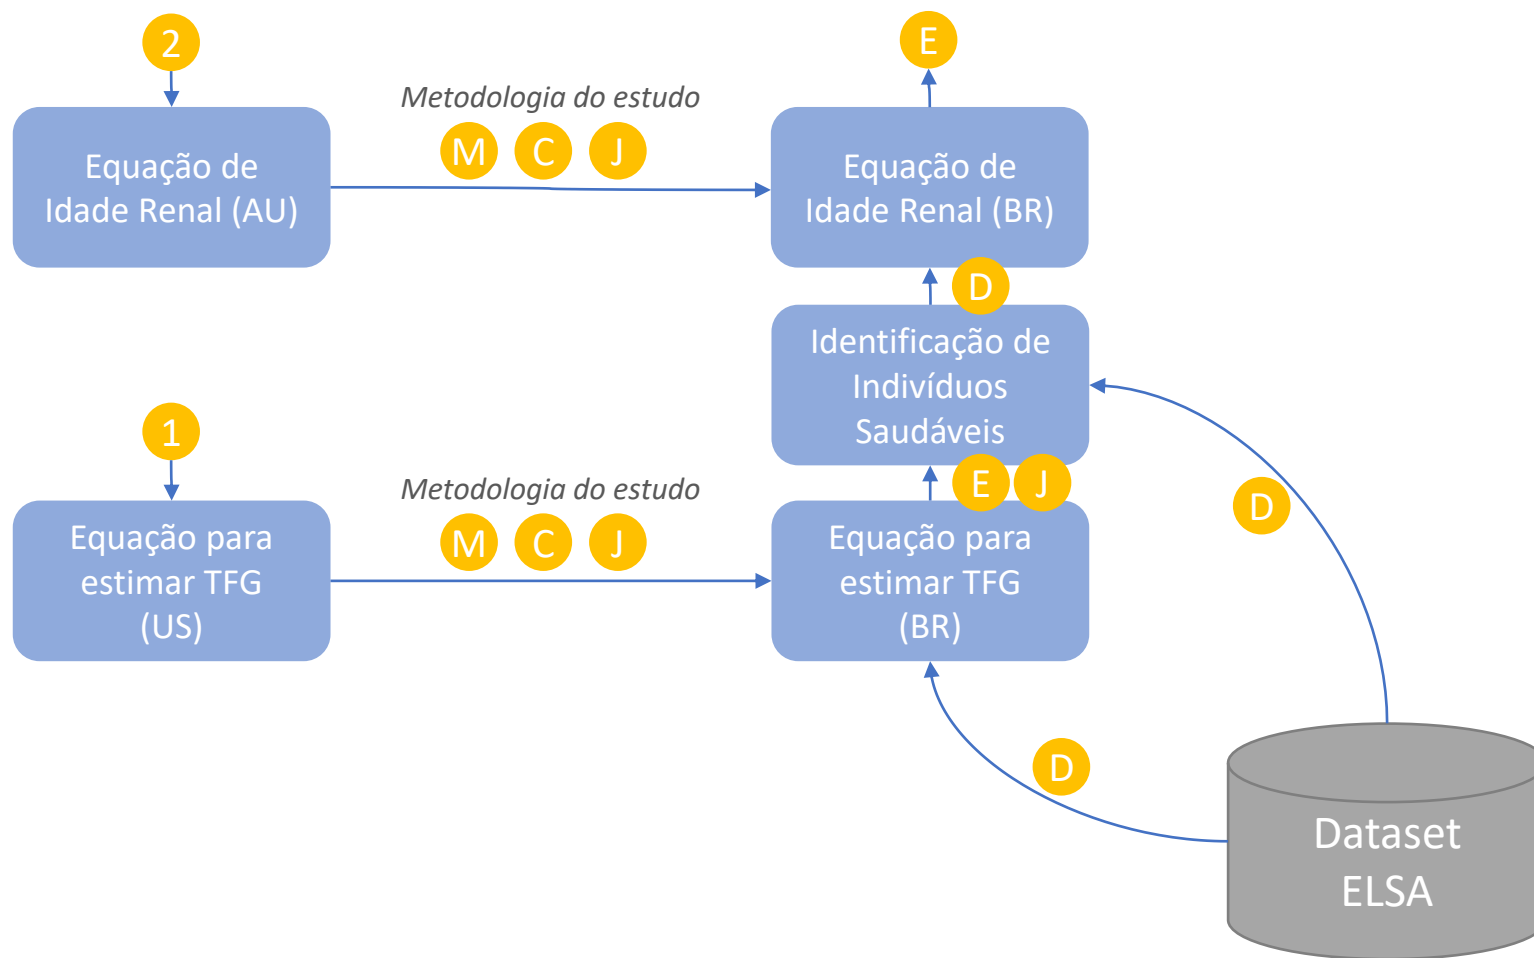 2
E
Metodologia do estudo
M C J
Equação de
Idade Renal (AU)
Equação de
Idade Renal (BR)
D
Identificação de
Indivíduos
Saudáveis
1
E J
Metodologia do estudo
M C J
D
Equação para
estimar TFG
(US)
Equação para
estimar TFG
(BR)
D
Dataset
ELSA